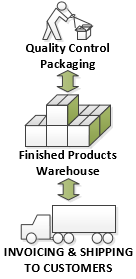 Quality Control
Packaging
Finished Products
Warehouse
INVOICING & SHIPPING
TO CUSTOMERS